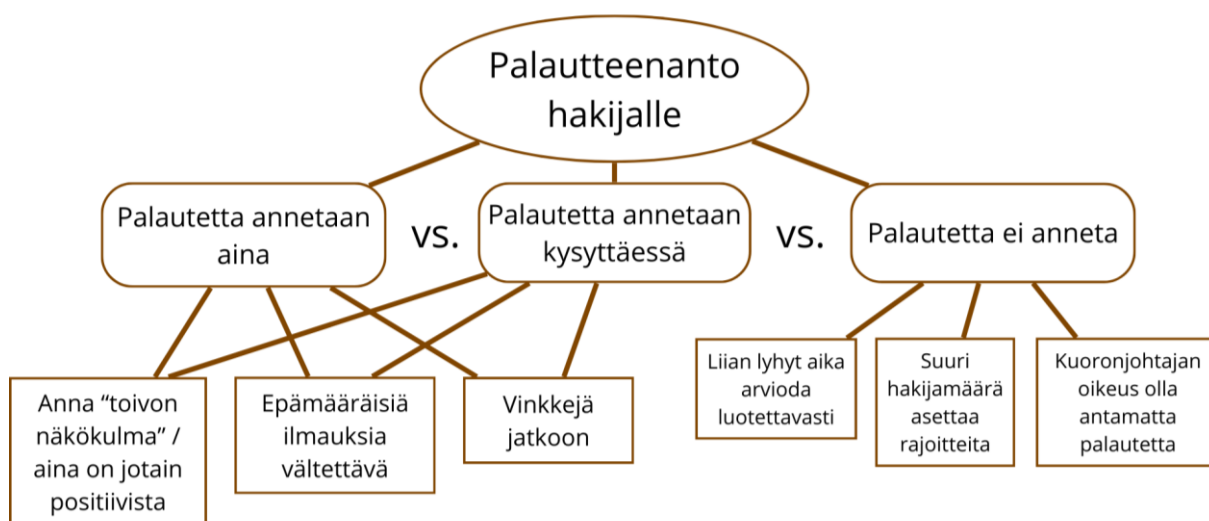 Palautteenanto
hakijalle
Palautetta annetaan
aina
vs.
Palautetta annetaan
kysyttäessä
vs.
Palautetta ei anneta
Anna “toivon
näkökulma” /
aina on jotain
positiivista
Epämääräisiä
ilmauksia
vältettävä
Vinkkejä
jatkoon
Liian lyhyt aika
arvioda
luotettavasti
Suuri
hakijamäärä
asettaa
rajoitteita
Kuoronjohtajan
oikeus olla
antamatta
palautetta